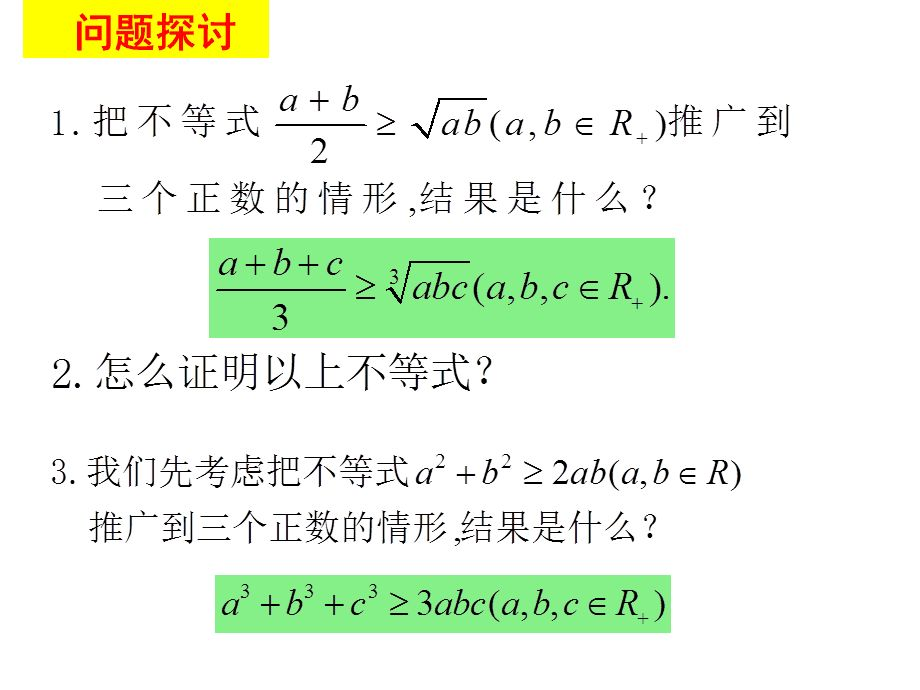 问题探讨
1.把不等式 $\frac{a+b}{2} \geq \sqrt{ab}(a,b \in R_+)$推广到
三个正数的情形,结果是什么?
$\frac{a+b+c}{3} \geq \sqrt[3]{abc}(a,b,c \in R_+).$
2.怎么证明以上不等式?
3.我们先考虑把不等式$a^2+b^2 \geq 2ab(a,b \in R)$
推广到三个正数的情形,结果是什么?
$a^3+b^3+c^3 \geq 3abc(a,b,c \in R_+)$